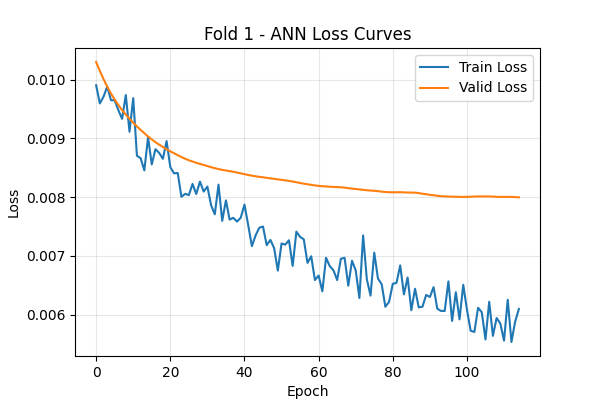 Fold 1 - ANN Loss Curves
Train Loss
Valid Loss
0.010
0.009
0.008
0.007
0.006
Loss
0 20 40 60 80 100
Epoch